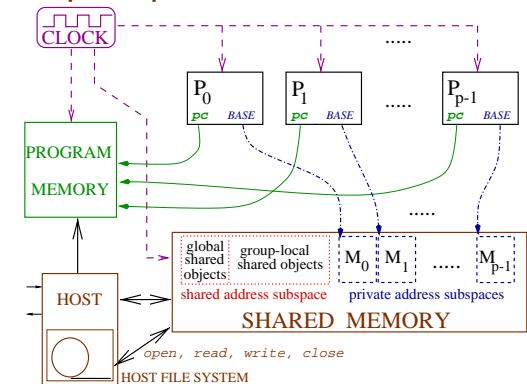 CLOCK
.....
P0
P1
Pp-1
pc
BASE
pc
BASE
.....
pc
BASE
PROGRAM
MEMORY
.....
global
shared
objects
group-local
shared objects
M0
M1
.....
Mp-1
shared address subspace
private address subspaces
HOST
SHARED MEMORY
open, read, write, close
HOST FILE SYSTEM